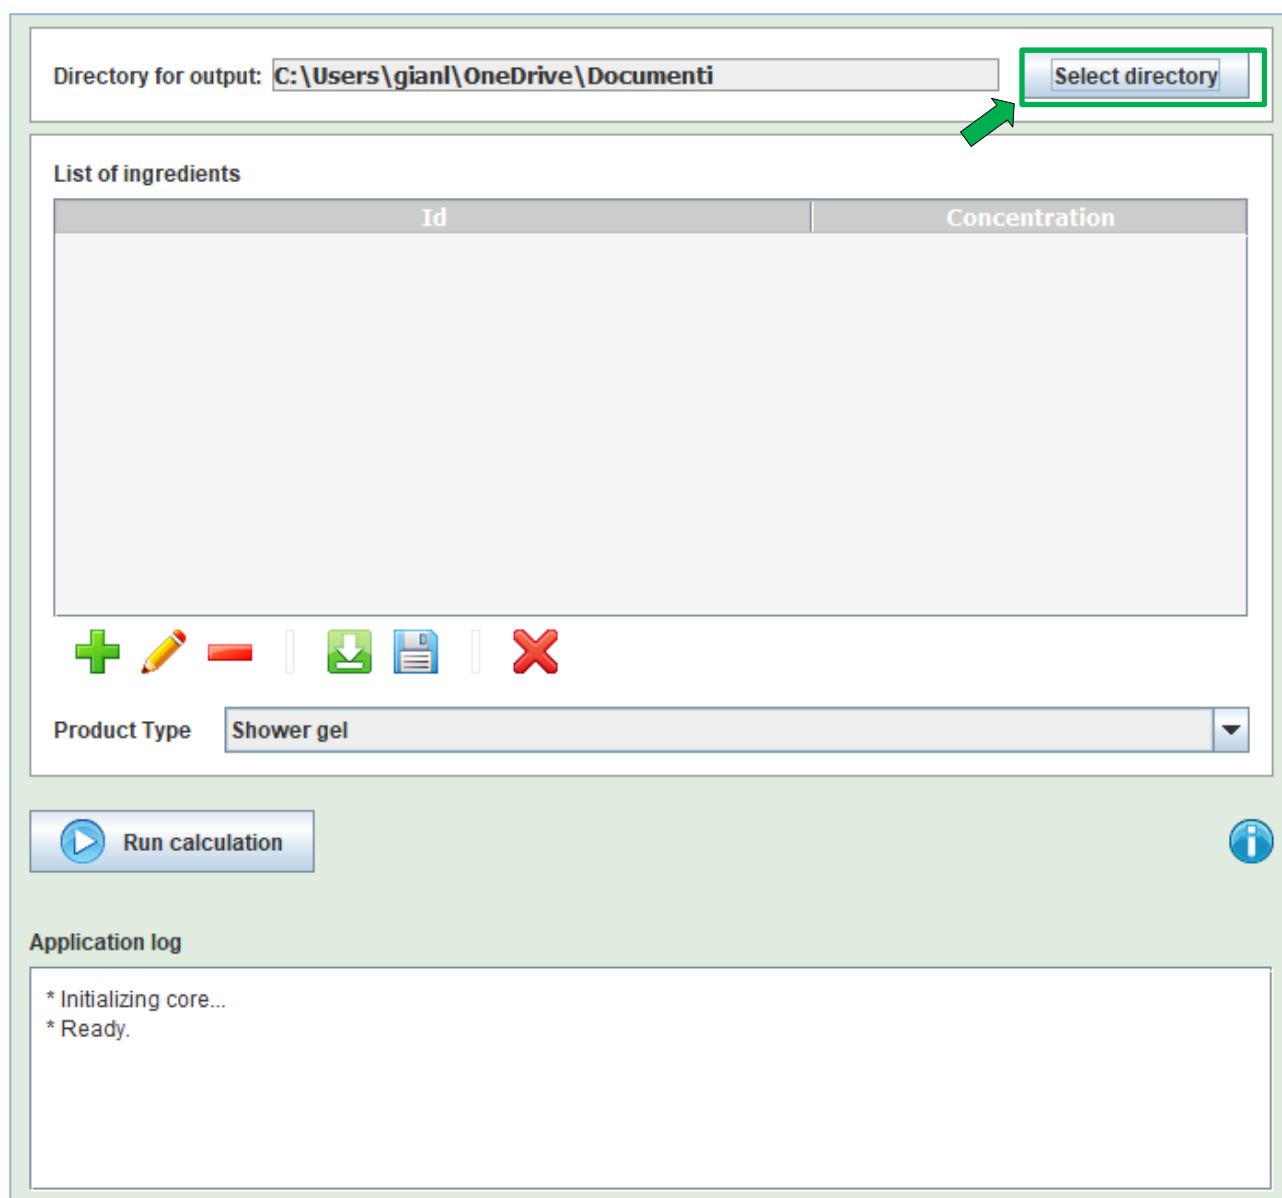 Directory for output: C:\Users\gianl\OneDrive\Documenti Select directory
List of ingredients
Id Concentration
Product Type Shower gel
Run calculation
Application log
* Initializing core...
* Ready.